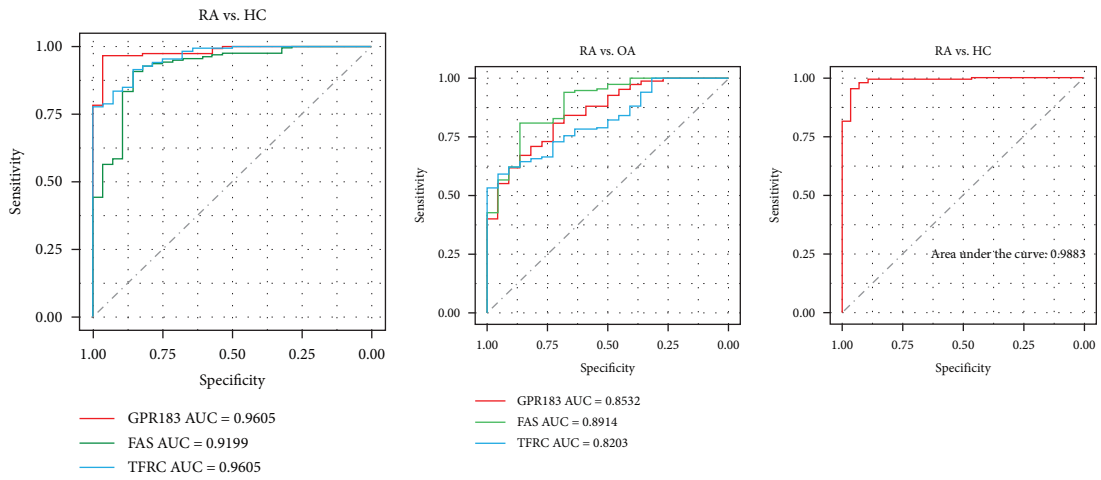 RA vs. HC
Sensitivity
1.00
0.75
0.50
0.25
0.00
1.00 0.75 0.50 0.25 0.00
Specificity
GPR183 AUC = 0.9605
FAS AUC = 0.9199
TFRC AUC = 0.9605
RA vs. OA
Sensitivity
1.00
0.75
0.50
0.25
0.00
1.00 0.75 0.50 0.25 0.00
Specificity
GPR183 AUC = 0.8532
FAS AUC = 0.8914
TFRC AUC = 0.8203
RA vs. HC
Sensitivity
1.00
0.75
0.50
0.25
0.00
Area under the curve: 0.9883
1.00 0.75 0.50 0.25 0.00
Specificity